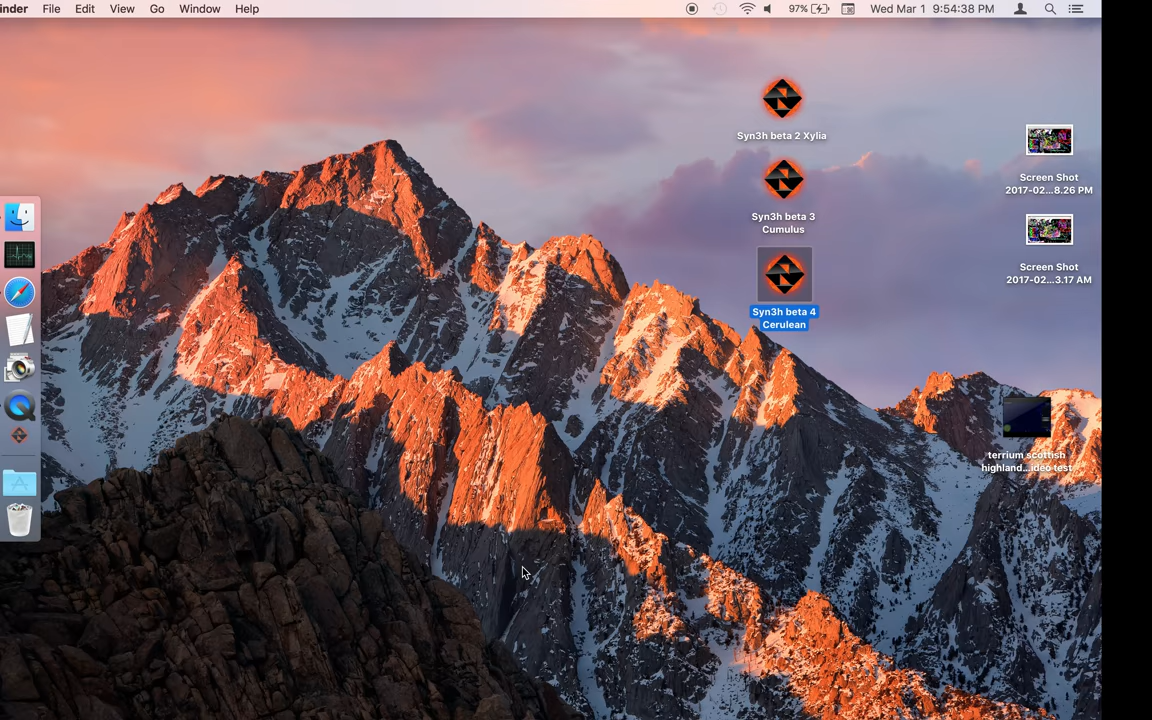 inder File Edit View Go Window Help 97% Wed Mar 1 9:54:38 PM
Syn3h beta 2 Xylia
Syn3h beta 3
Cumulus
Syn3h beta 4
Cerulean
Screen Shot
2017-02...8.26 PM
Screen Shot
2017-02...3.17 AM
terrium scottish
highland...ideo test